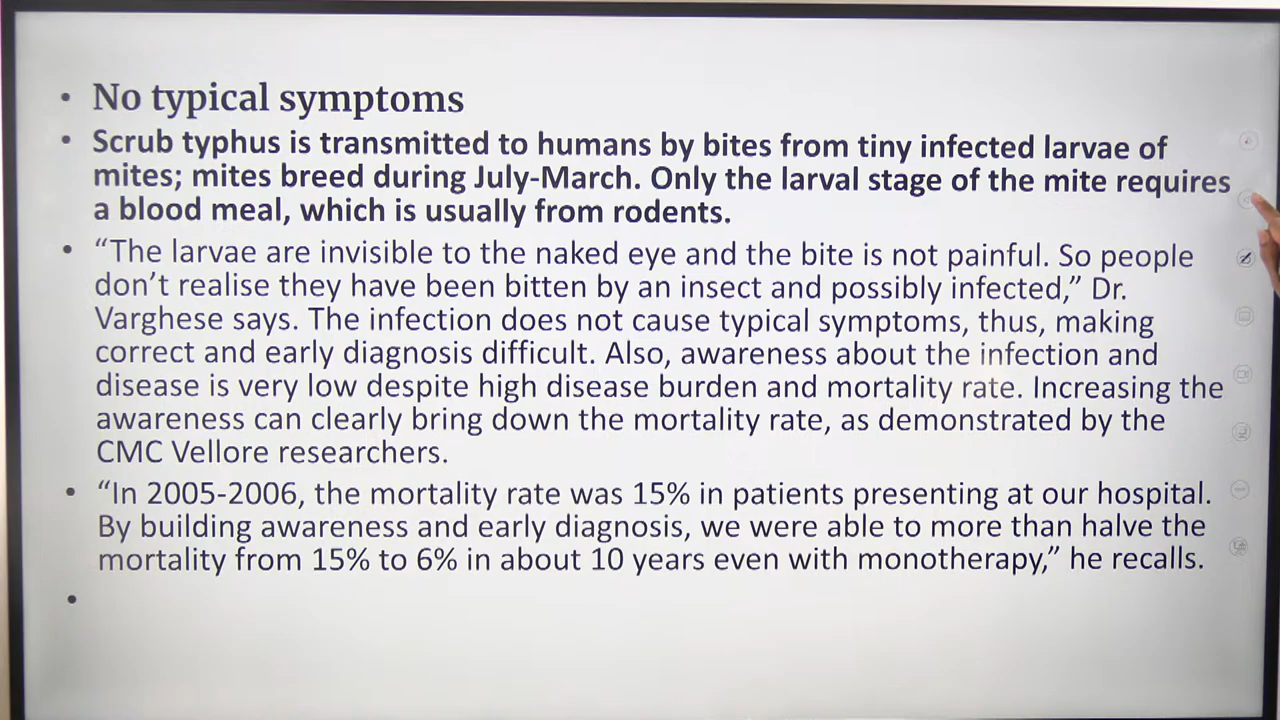 • No typical symptoms
• Scrub typhus is transmitted to humans by bites from tiny infected larvae of
mites; mites breed during July-March. Only the larval stage of the mite requires
a blood meal, which is usually from rodents.
• “The larvae are invisible to the naked eye and the bite is not painful. So people
don’t realise they have been bitten by an insect and possibly infected,” Dr.
Varghese says. The infection does not cause typical symptoms, thus, making
correct and early diagnosis difficult. Also, awareness about the infection and
disease is very low despite high disease burden and mortality rate. Increasing the
awareness can clearly bring down the mortality rate, as demonstrated by the
CMC Vellore researchers.
• “In 2005-2006, the mortality rate was 15% in patients presenting at our hospital.
By building awareness and early diagnosis, we were able to more than halve the
mortality from 15% to 6% in about 10 years even with monotherapy,” he recalls.
•